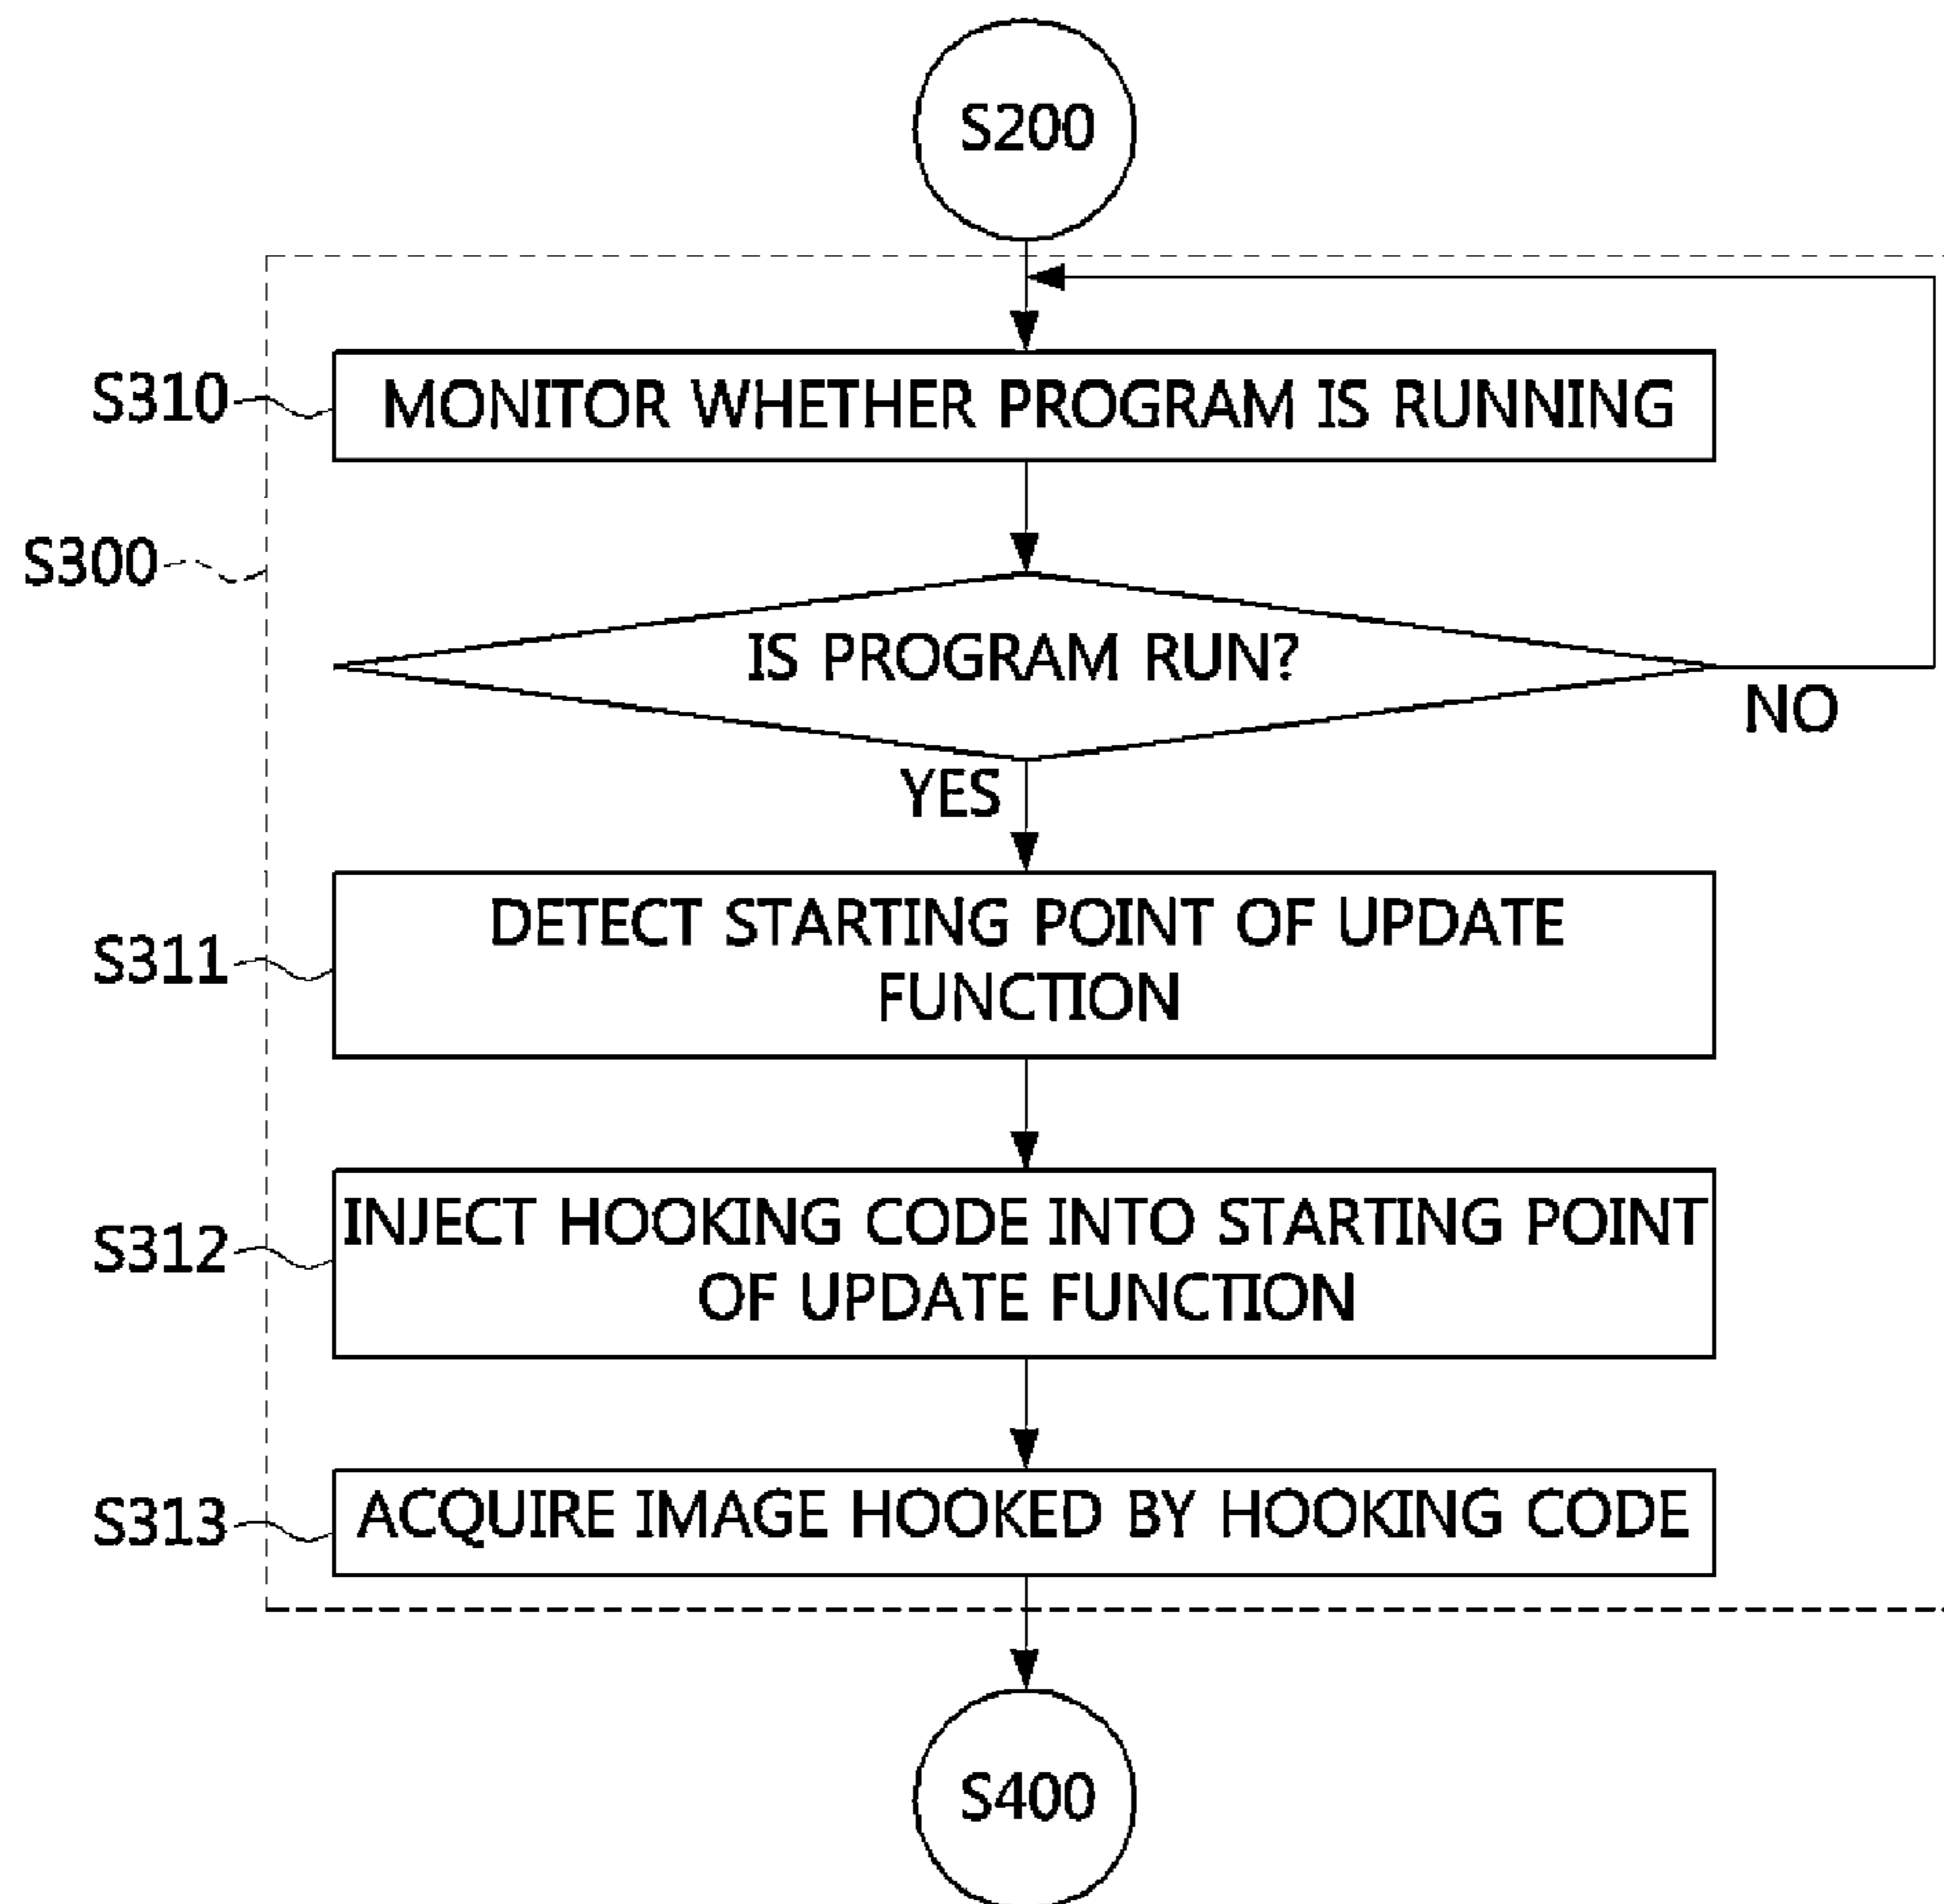 S200
S310
MONITOR WHETHER PROGRAM IS RUNNING
S300
IS PROGRAM RUN?
NO
YES
S311
DETECT STARTING POINT OF UPDATE
FUNCTION
S312
INJECT HOOKING CODE INTO STARTING POINT
OF UPDATE FUNCTION
S313
ACQUIRE IMAGE HOOKED BY HOOKING CODE
S400